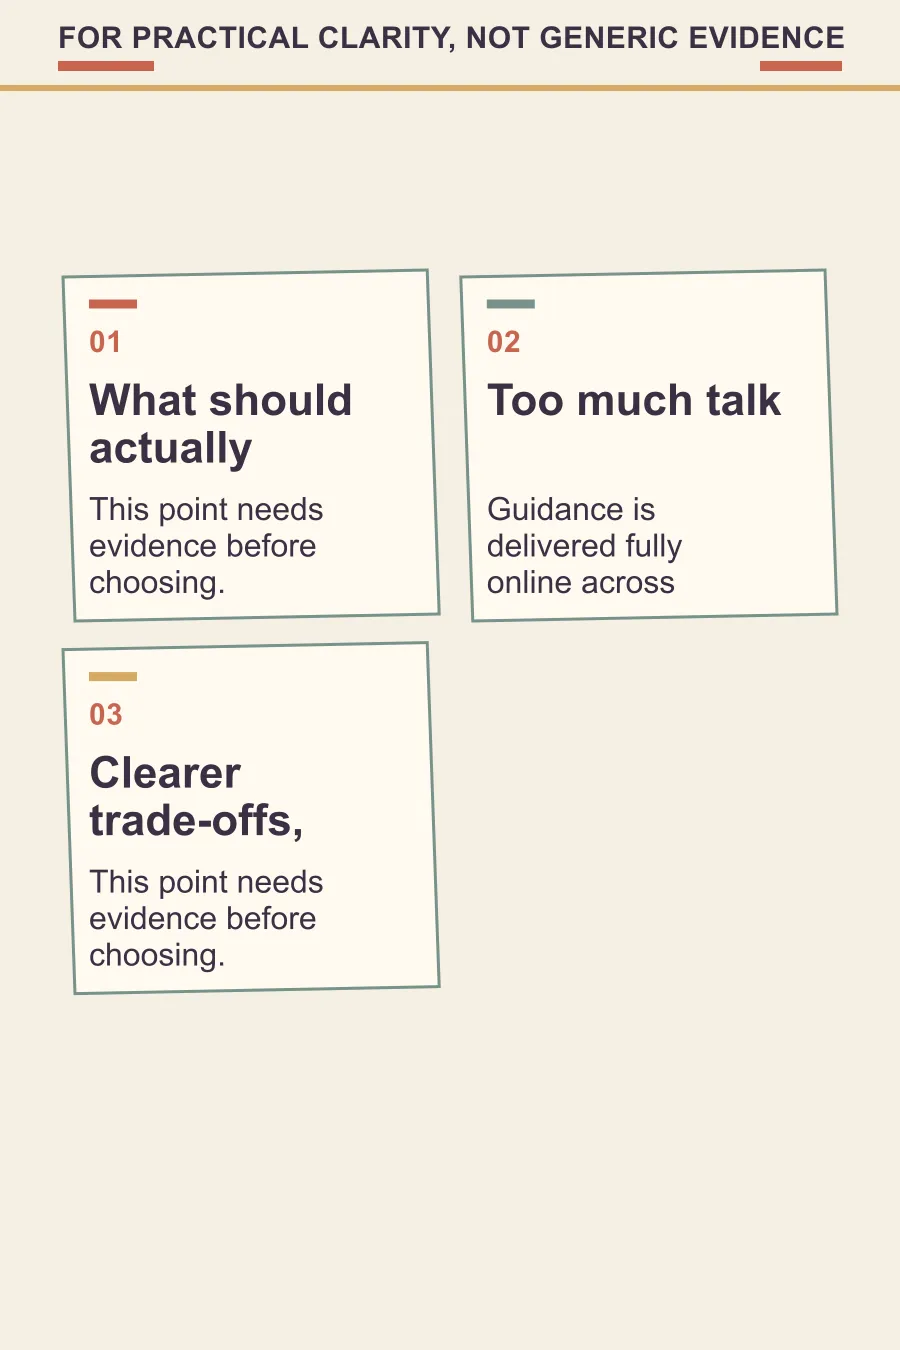 FOR PRACTICAL CLARITY, NOT GENERIC EVIDENCE
01
What should
actually
This point needs
evidence before
choosing.
02
Too much talk
Guidance is
delivered fully
online across
03
Clearer
trade-offs,
This point needs
evidence before
choosing.